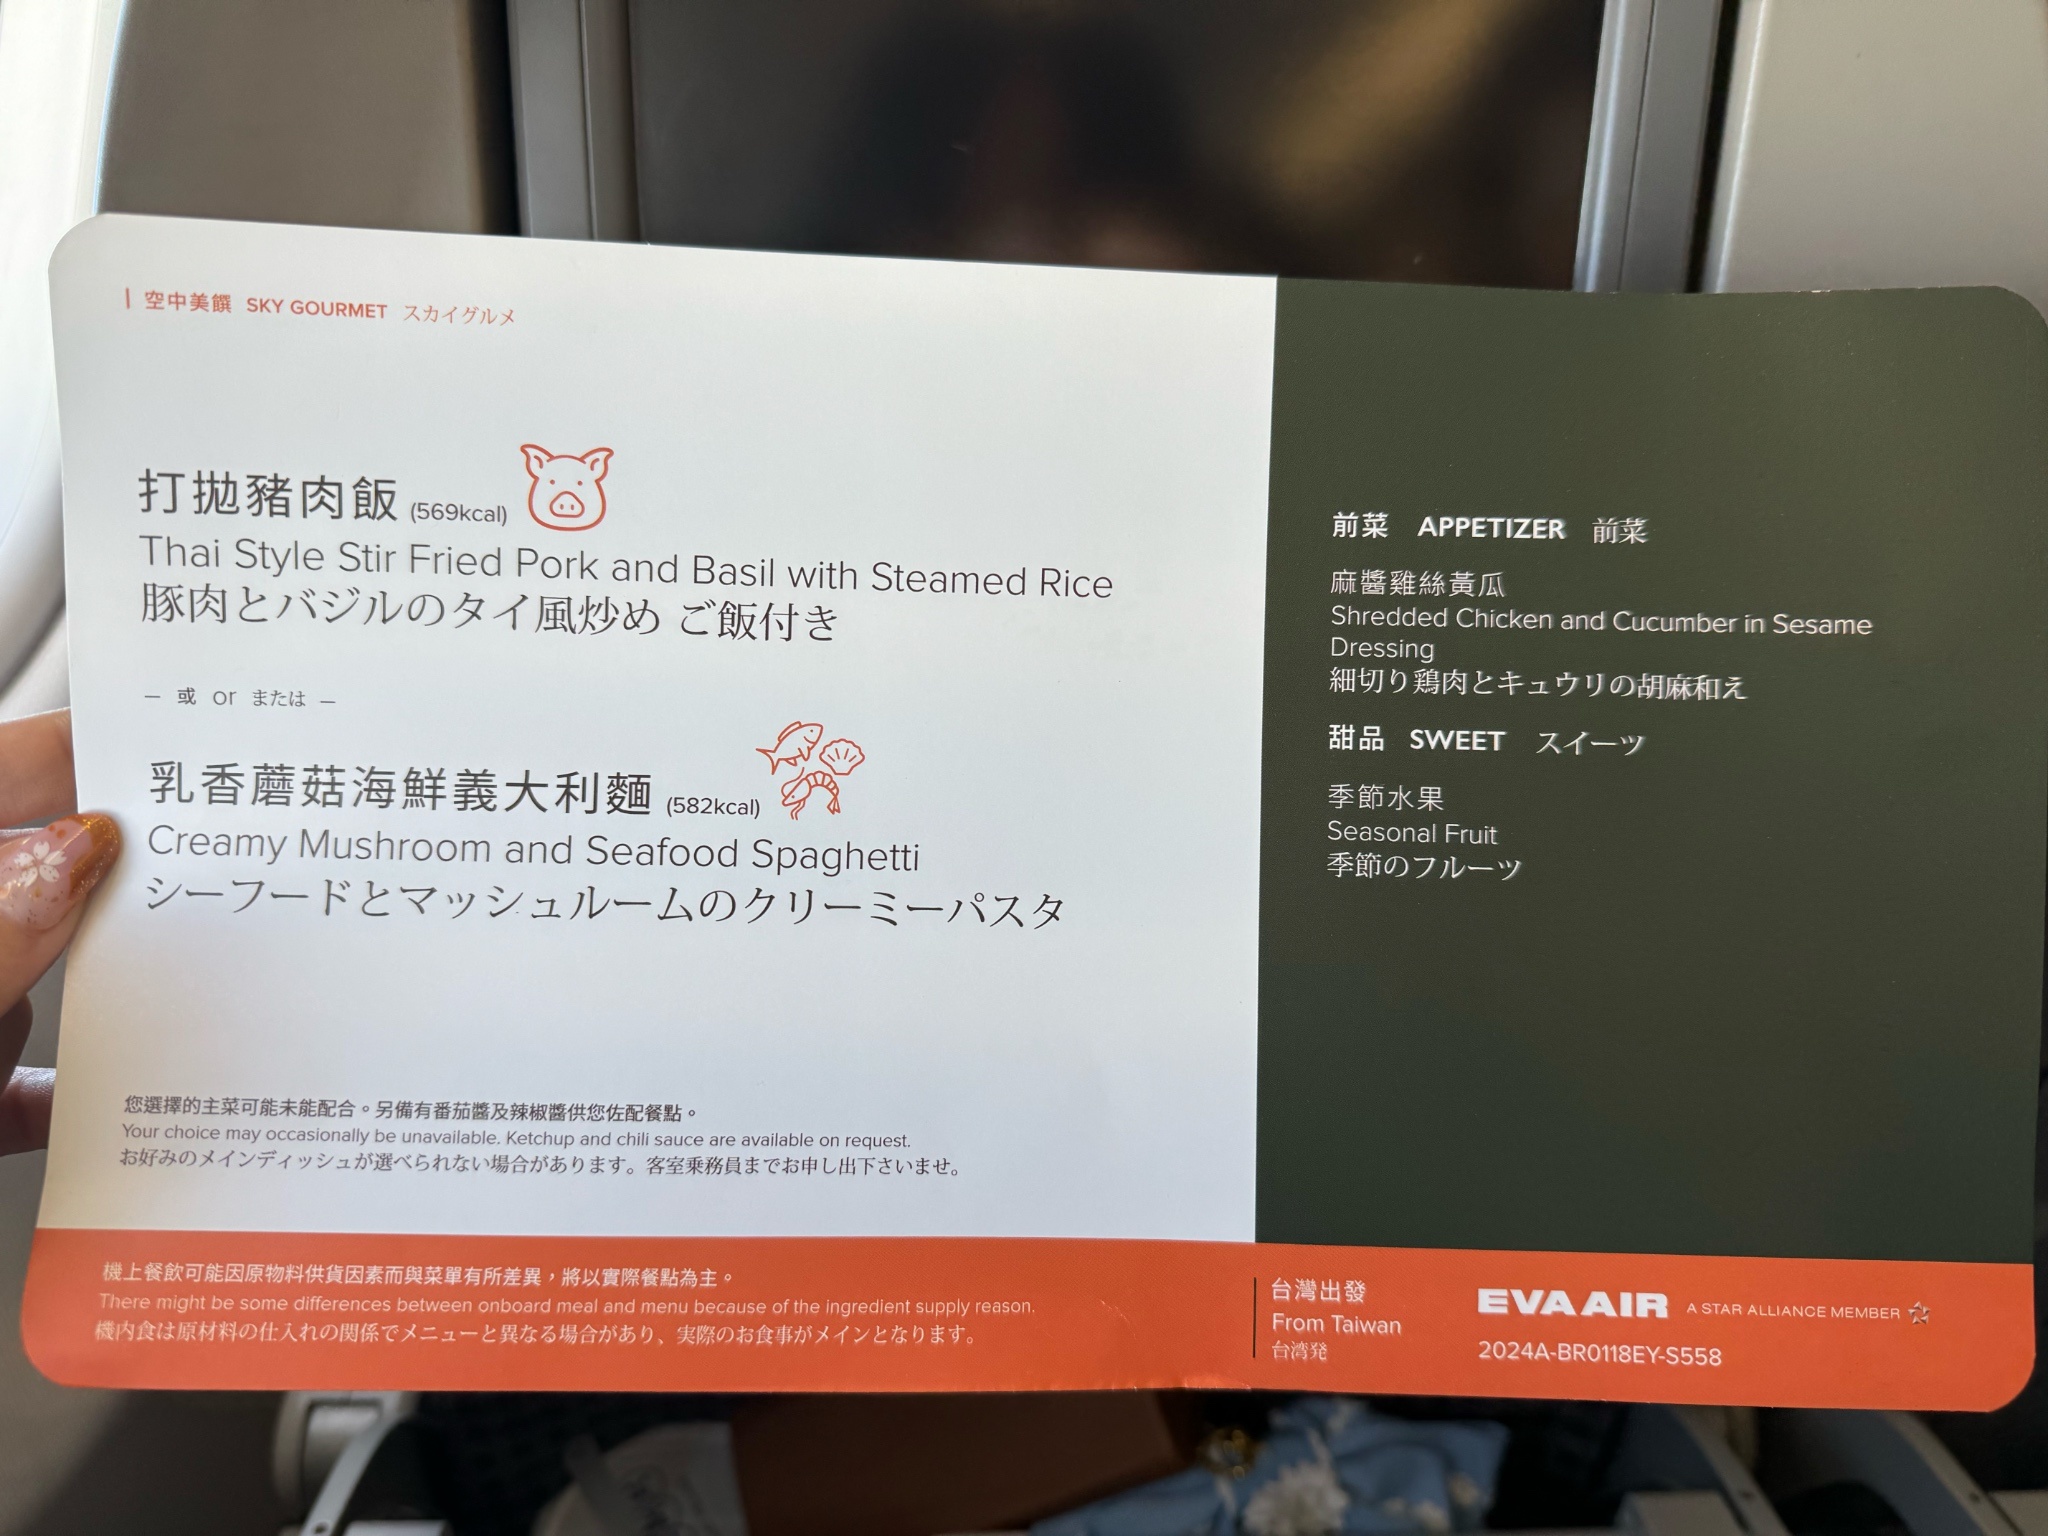 空中美饌 SKY GOURMET スカイグルメ
打拋豬肉飯 (569kcal)
Thai Style Stir Fried Pork and Basil with Steamed Rice
豚肉とバジルのタイ風炒め ご飯付き
— 或 or または —
乳香蘑菇海鮮義大利麵 (582kcal)
Creamy Mushroom and Seafood Spaghetti
シーフードとマッシュルームのクリーミーパスタ
您選擇的主菜可能未能配合。另備有番茄醬及辣椒醬供您佐配餐點。
Your choice may occasionally be unavailable. Ketchup and chili sauce are available on request.
お好みのメインディッシュが選べられない場合があります。客室乗務員までお申し出下さいませ。
前菜 APPETIZER 前菜
麻醬雞絲黃瓜
Shredded Chicken and Cucumber in Sesame
Dressing
細切り鶏肉とキュウリの胡麻和え
甜品 SWEET スイーツ
季節水果
Seasonal Fruit
季節のフルーツ
機上餐飲可能因原物料供貨因素而與菜單有所差異，將以實際餐點為主。
There might be some differences between onboard meal and menu because of the ingredient supply reason.
機内食は原材料の仕入れの関係でメニューと異なる場合があり、実際のお食事がメインとなります。
台灣出發
From Taiwan
台湾発
EVA AIR A STAR ALLIANCE MEMBER
2024A-BR0118EY-S558